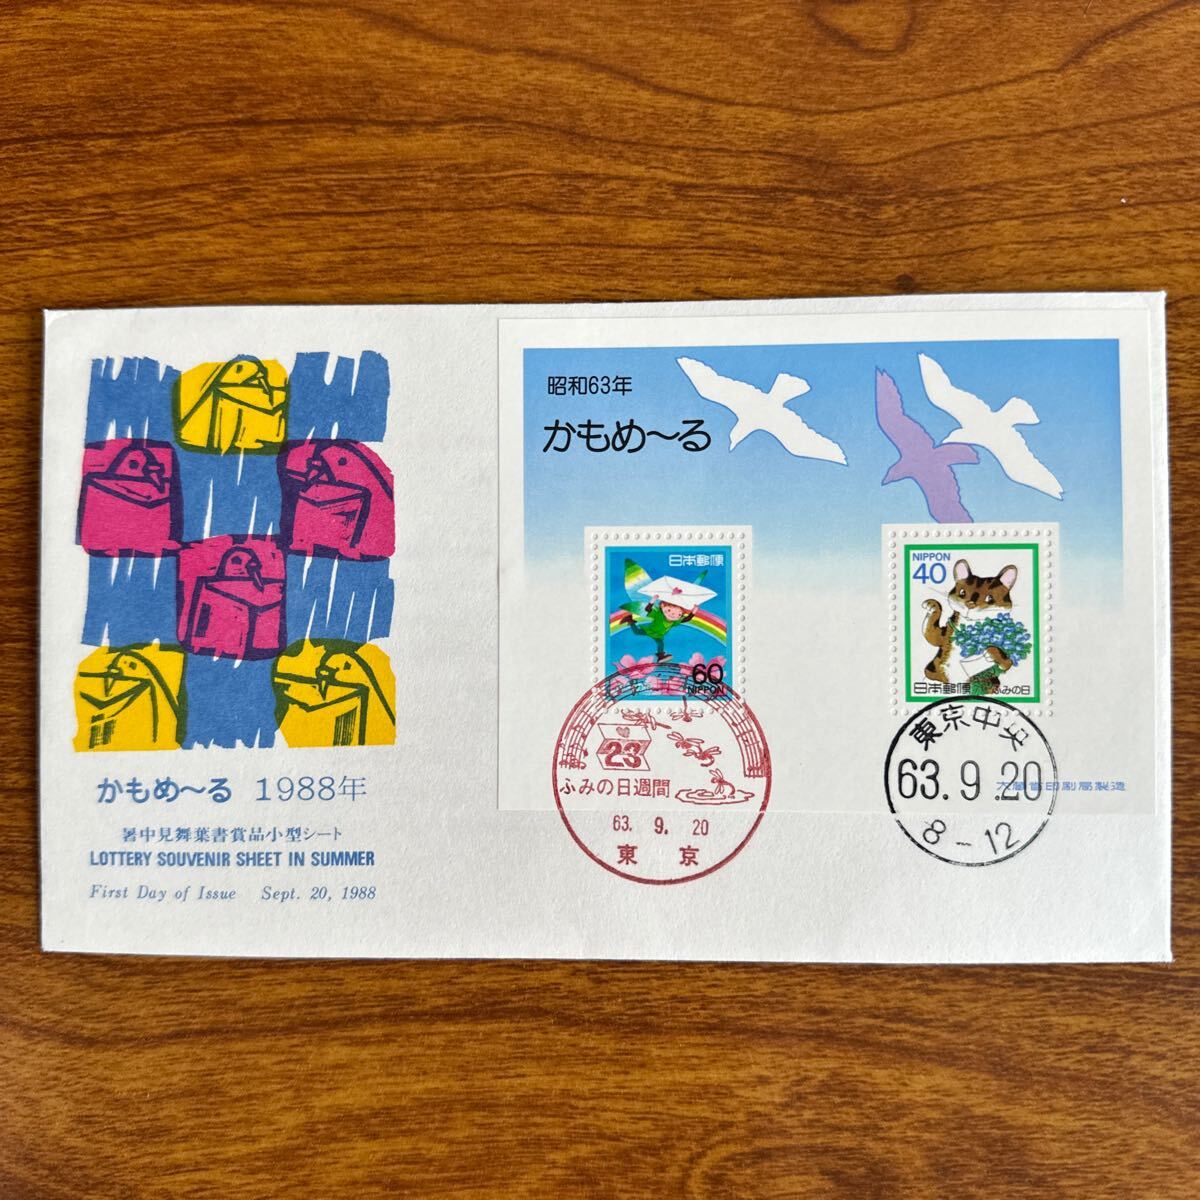 かもめ〜る 1988年
暑中見舞葉書賞品小型シート
LOTTERY SOUVENIR SHEET IN SUMMER
First Day of Issue Sept. 20, 1988
昭和63年
かもめ〜る
日本郵便
60
NIPPON
NIPPON
40
日本郵便
ふみの日
23
ふみの日週間
63. 9. 20
東京
東京中央
63. 9. 20
8-12
大蔵省印刷局製造